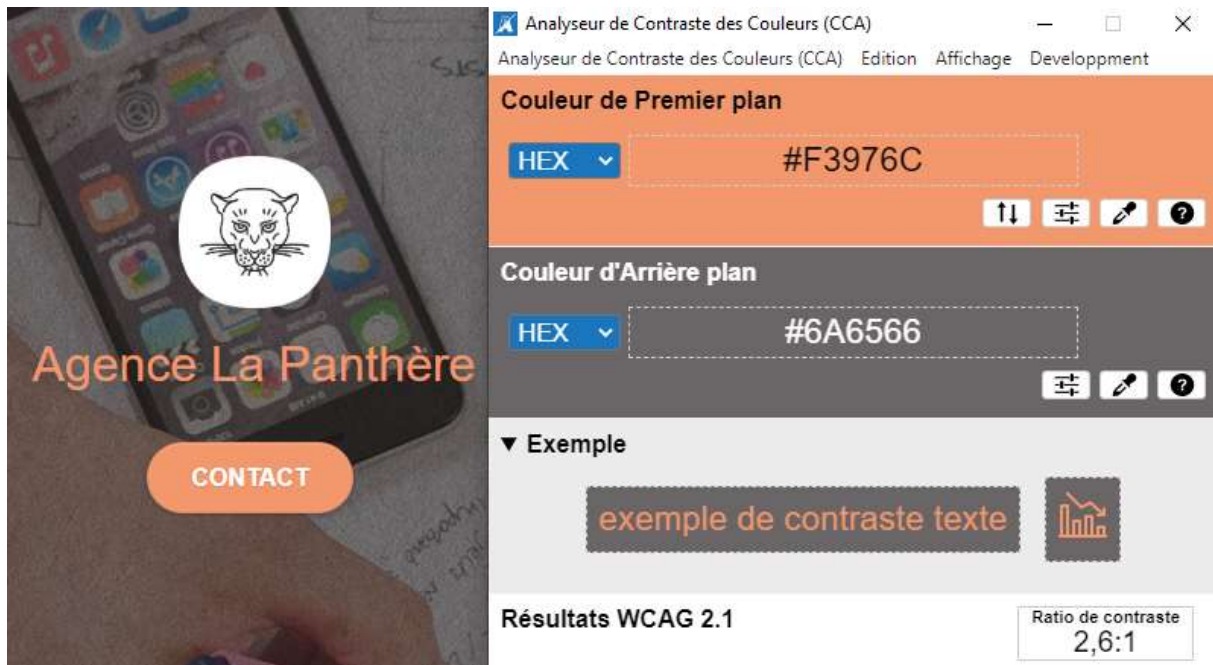 STS
Agence La Panthère
CONTACT
Analyseur de Contraste des Couleurs (CCA)
Analyseur de Contraste des Couleurs (CCA) Edition Affichage Developpment
Couleur de Premier plan
HEX
#F3976C
Couleur d'Arrière plan
HEX
#6A6566
▼ Exemple
exemple de contraste texte
Résultats WCAG 2.1
Ratio de contraste
2,6:1